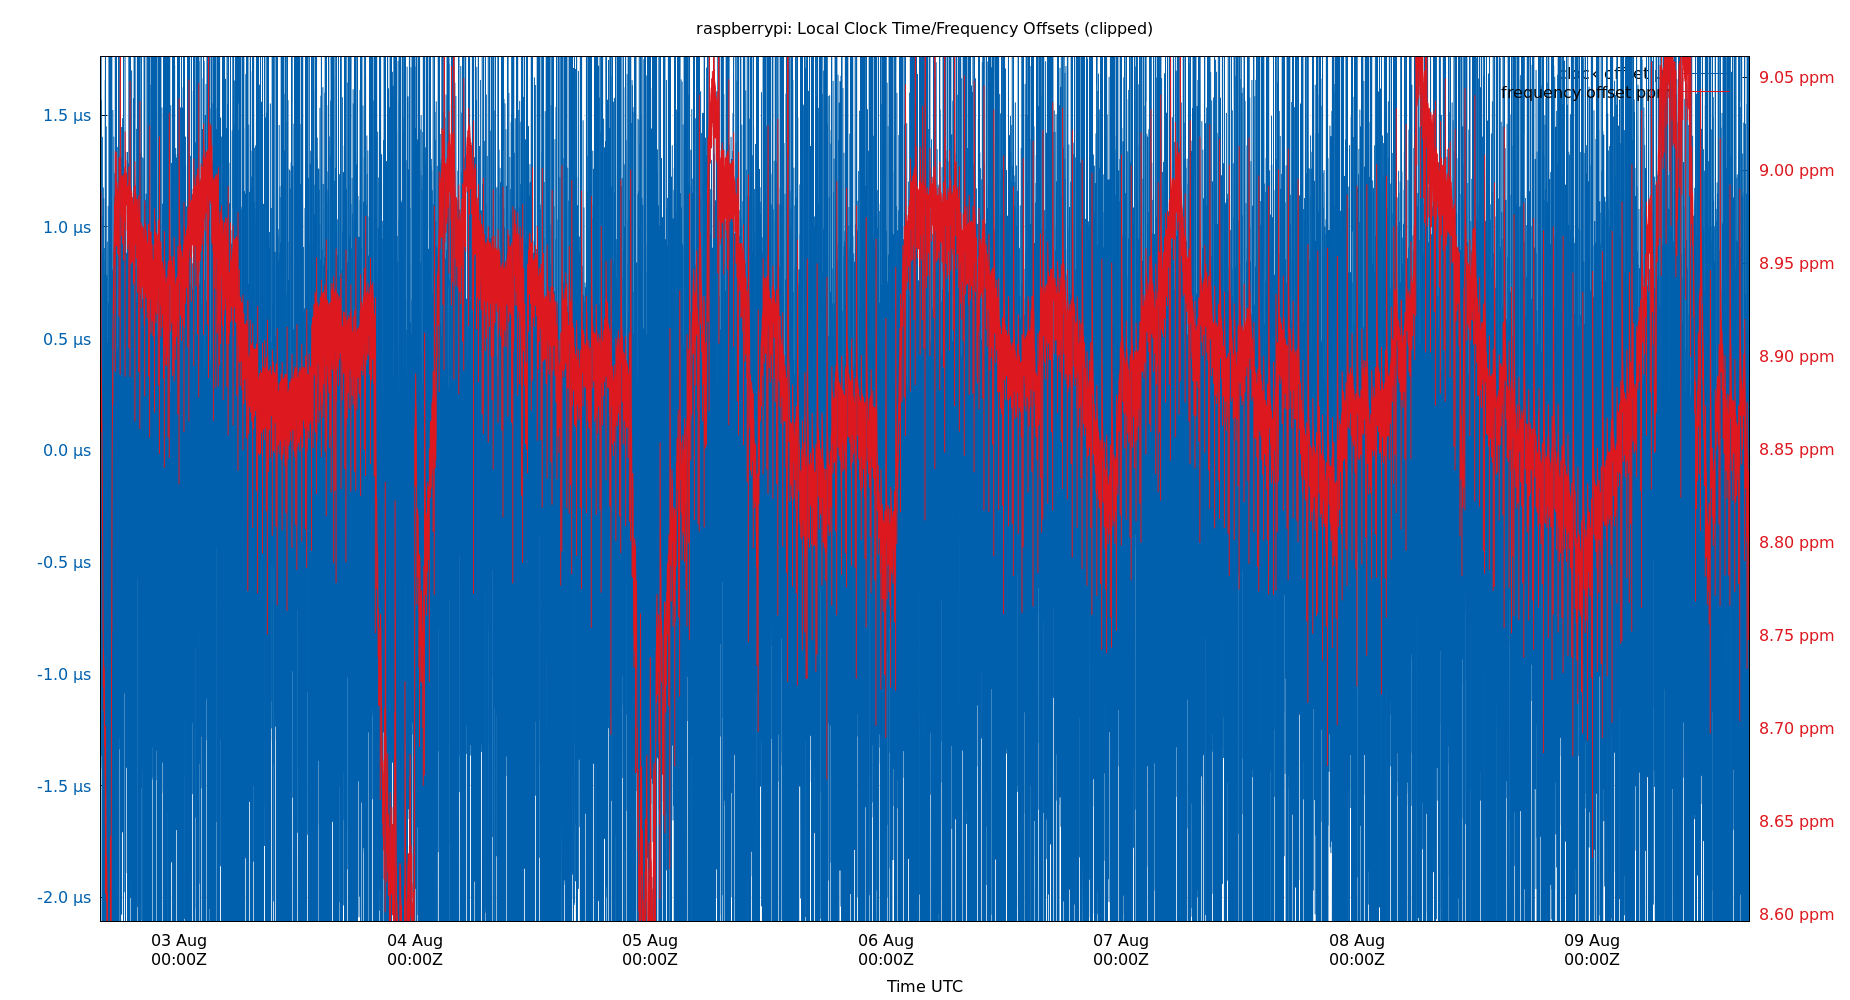 raspberrypi: Local Clock Time/Frequency Offsets (clipped)
clock offset µ
frequency offset ppm
1.5 µs
1.0 µs
0.5 µs
0.0 µs
-0.5 µs
-1.0 µs
-1.5 µs
-2.0 µs
9.05 ppm
9.00 ppm
8.95 ppm
8.90 ppm
8.85 ppm
8.80 ppm
8.75 ppm
8.70 ppm
8.65 ppm
8.60 ppm
03 Aug 04 Aug 05 Aug 06 Aug 07 Aug 08 Aug 09 Aug
00:00Z 00:00Z 00:00Z 00:00Z 00:00Z 00:00Z 00:00Z
Time UTC